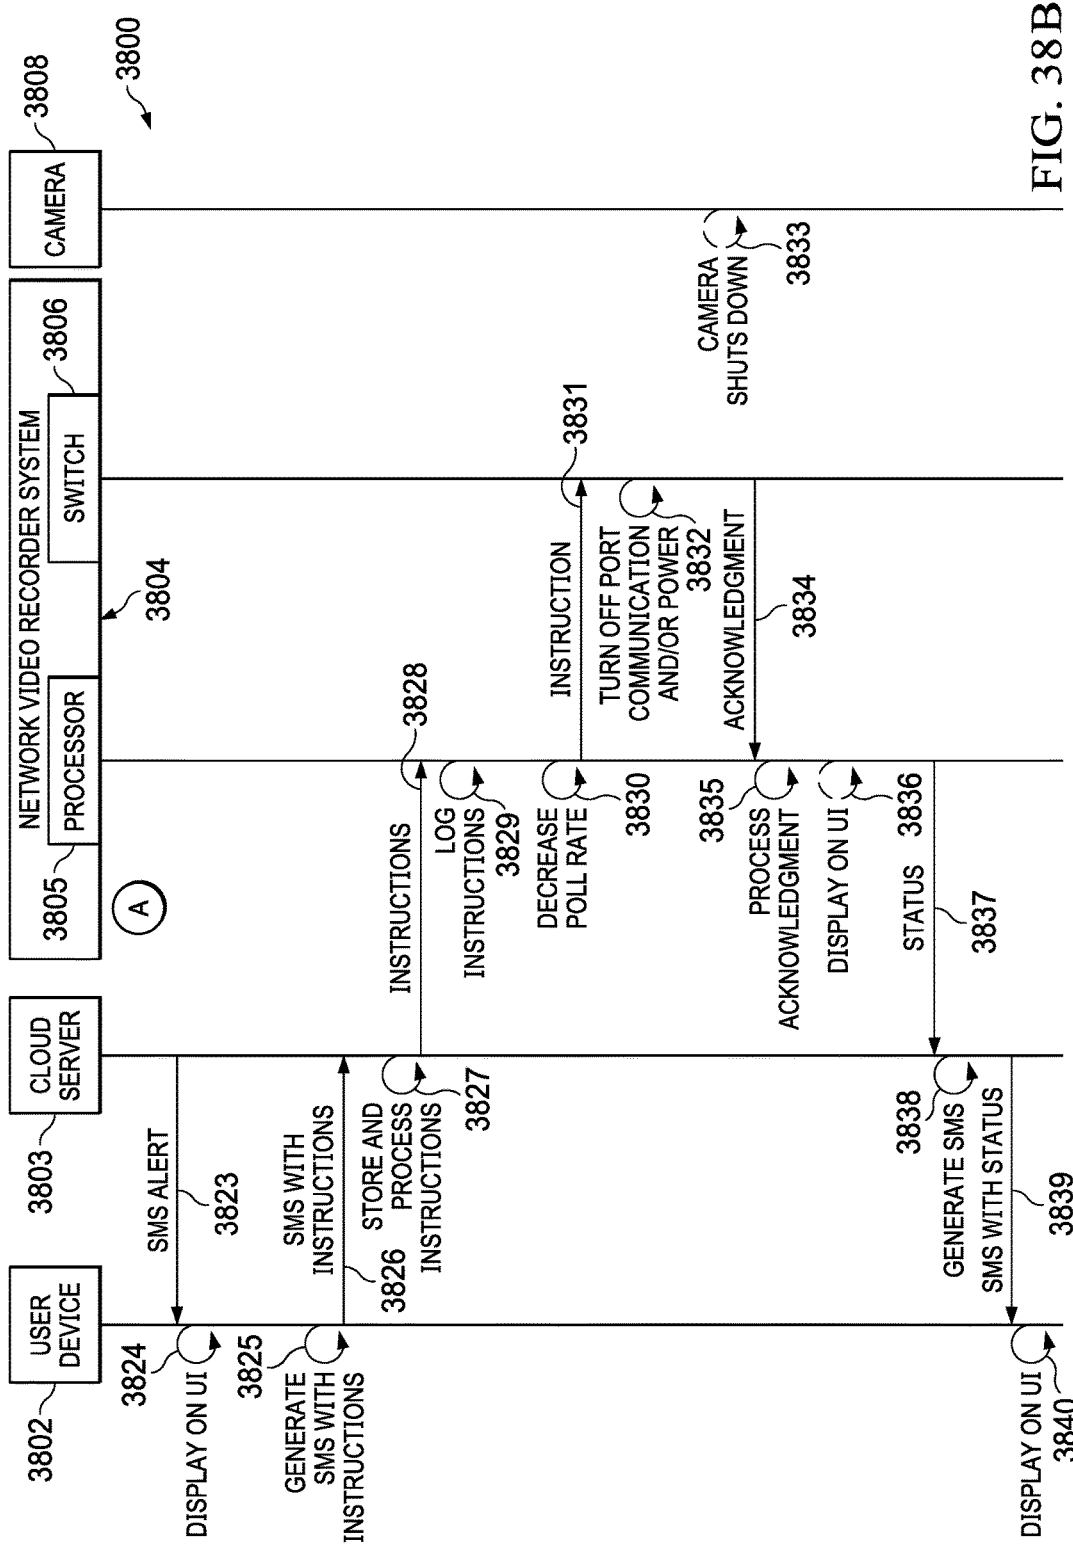 3802
USER
DEVICE
3803
CLOUD
SERVER
NETWORK VIDEO RECORDER SYSTEM
3805
PROCESSOR
3804
SWITCH
3806
CAMERA
3808
3800
A
SMS ALERT
3823
3824
DISPLAY ON UI
3825
GENERATE
SMS WITH
INSTRUCTIONS
SMS WITH
INSTRUCTIONS
3826
STORE AND
PROCESS
INSTRUCTIONS
3827
INSTRUCTIONS
3828
LOG
INSTRUCTIONS
3829
DECREASE
POLL RATE
3830
INSTRUCTION
3831
TURN OFF PORT
COMMUNICATION
AND/OR POWER
3832
CAMERA
SHUTS DOWN
3833
ACKNOWLEDGMENT
3834
3835
PROCESS
ACKNOWLEDGMENT
DISPLAY ON UI
3836
STATUS
3837
3838
GENERATE SMS
SMS WITH STATUS
3839
DISPLAY ON UI
3840
FIG. 38B